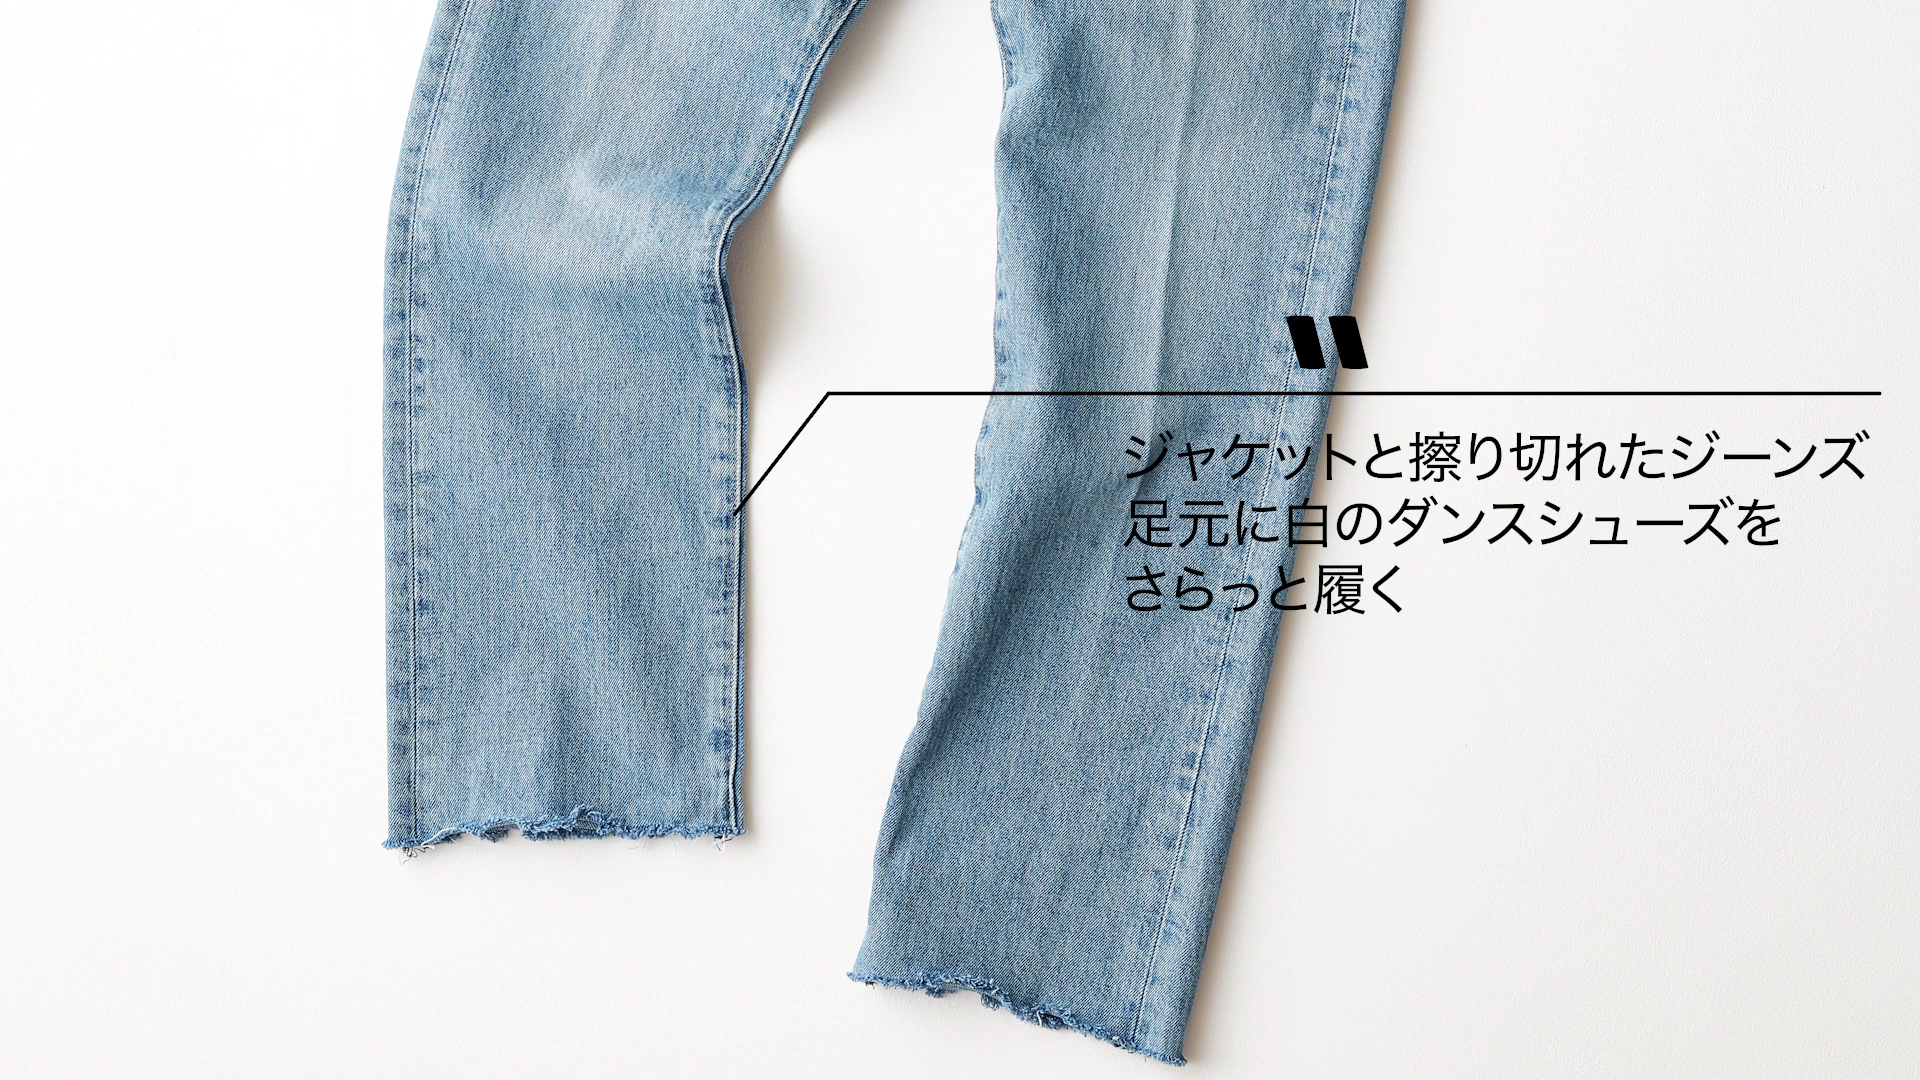 ジャケットと擦り切れたジーンズ
足元に白のダンスシューズを
さらっと履く